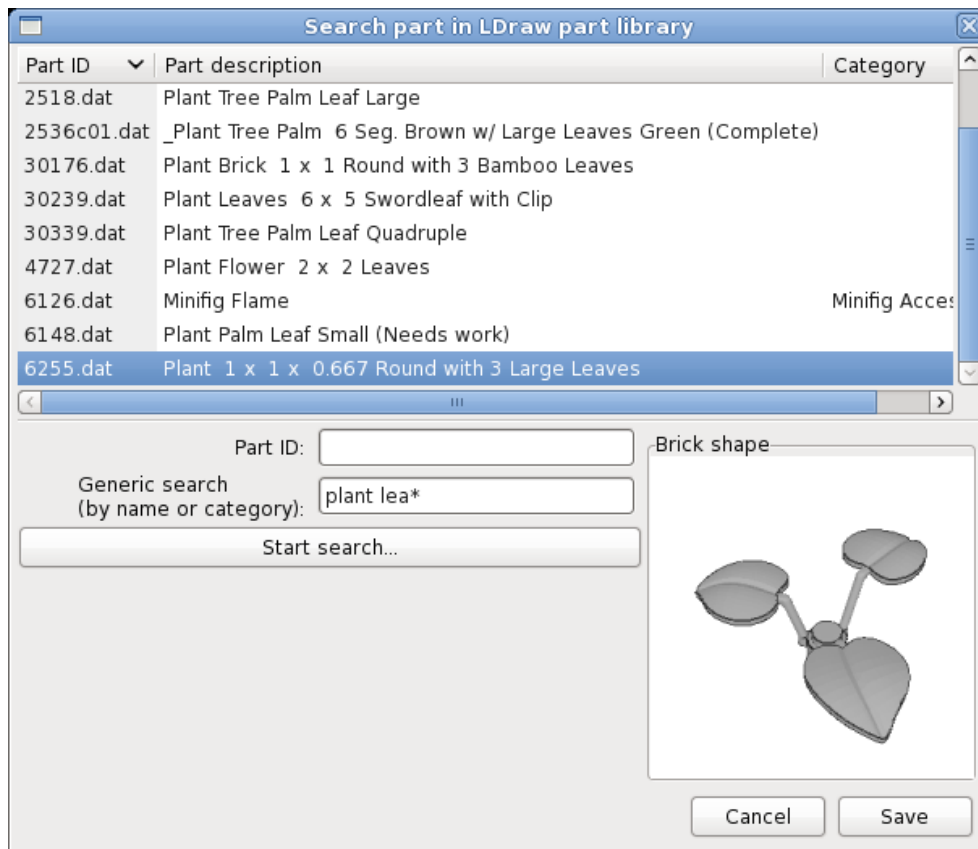 Search part in LDraw part library
Part ID Part description Category
2518.dat Plant Tree Palm Leaf Large
2536c01.dat _Plant Tree Palm  6 Seg. Brown w/ Large Leaves Green (Complete)
30176.dat Plant Brick  1 x  1 Round with 3 Bamboo Leaves
30239.dat Plant Leaves  6 x  5 Swordleaf with Clip
30339.dat Plant Tree Palm Leaf Quadruple
4727.dat Plant Flower  2 x  2 Leaves
6126.dat Minifig Flame Minifig Acces
6148.dat Plant Palm Leaf Small (Needs work)
6255.dat Plant  1 x  1 x  0.667 Round with 3 Large Leaves
Part ID:
Generic search
(by name or category): plant lea*
Start search...
Brick shape
Cancel Save